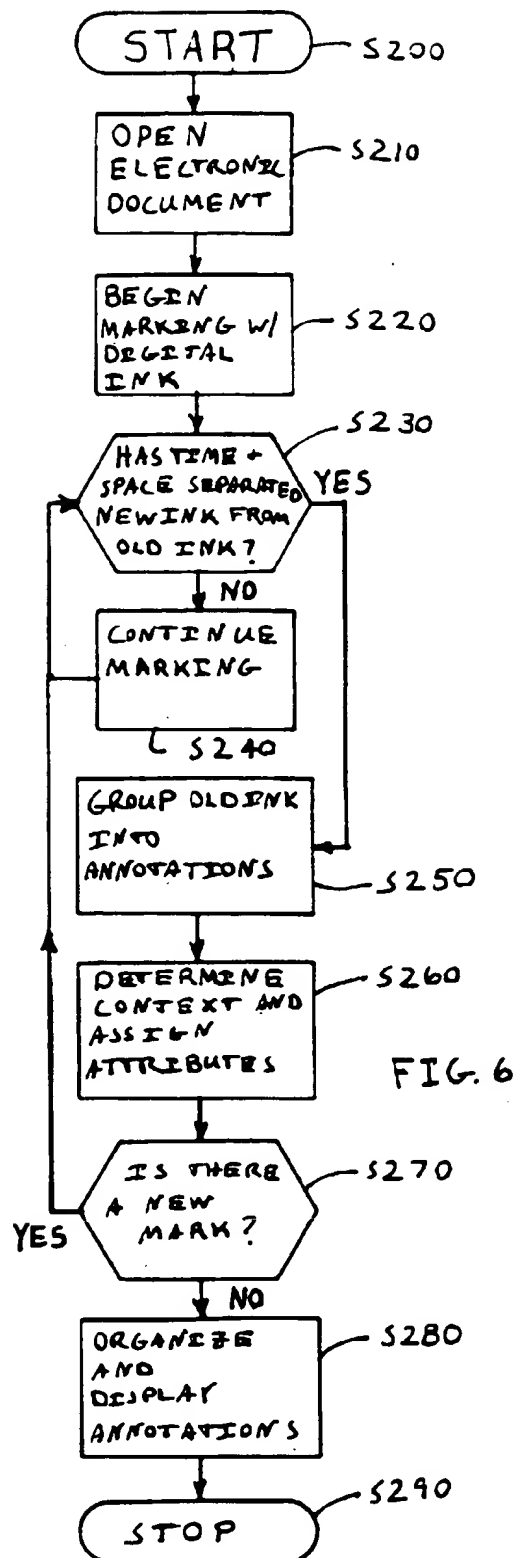 START
S200
OPEN
ELECTRONIC
DOCUMENT
S210
BEGIN
MARKING W/
DIGITAL
INK
S220
S230
HAS TIME +
SPACE SEPARATED
NEW INK FROM
OLD INK?
YES
NO
CONTINUE
MARKING
S240
GROUP OLD INK
INTO
ANNOTATIONS
S250
DETERMINE
CONTEXT AND
ASSIGN
ATTRIBUTES
S260
FIG. 6
IS THERE
A NEW
MARK?
S270
YES
NO
ORGANIZE
AND
DISPLAY
ANNOTATIONS
S280
STOP
S290